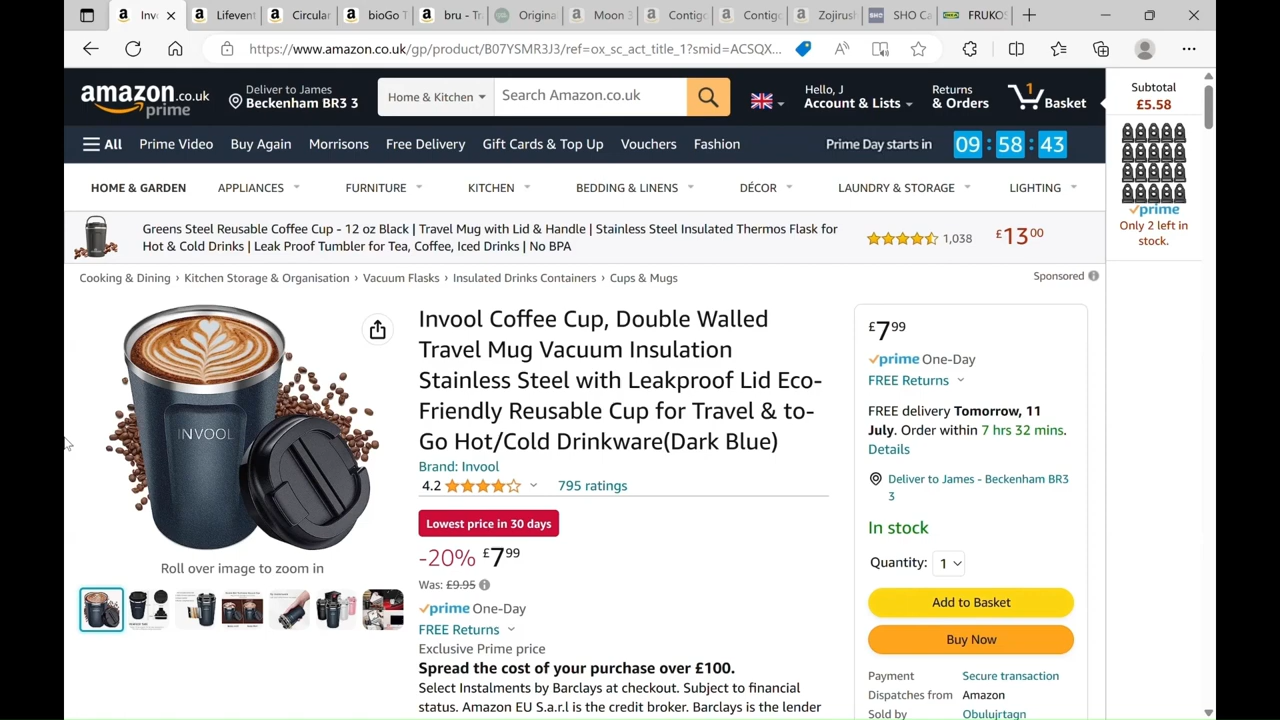 Inv
Lifevent
Circular
bioGo T
bru - Tr
Origina
Moon 3
Contigo
Contigo
Zojirush
SHO Ca
FRUKOS
https://www.amazon.co.uk/gp/product/B07YSMR3J3/ref=ox_sc_act_title_1?smid=ACSQX...
amazon.co.uk
prime
Deliver to James
Beckenham BR3 3
Home & Kitchen
Search Amazon.co.uk
Hello, J
Account & Lists
Returns
& Orders
1
Basket
Subtotal
£5.58
prime
Only 2 left in
stock.
All
Prime Video
Buy Again
Morrisons
Free Delivery
Gift Cards & Top Up
Vouchers
Fashion
Prime Day starts in
09 : 58 : 43
HOME & GARDEN
APPLIANCES
FURNITURE
KITCHEN
BEDDING & LINENS
DÉCOR
LAUNDRY & STORAGE
LIGHTING
Greens Steel Reusable Coffee Cup - 12 oz Black | Travel Mug with Lid & Handle | Stainless Steel Insulated Thermos Flask for
Hot & Cold Drinks | Leak Proof Tumbler for Tea, Coffee, Iced Drinks | No BPA
1,038
£1300
Cooking & Dining › Kitchen Storage & Organisation › Vacuum Flasks › Insulated Drinks Containers › Cups & Mugs
Sponsored
INVOOL
Roll over image to zoom in
Invool Coffee Cup, Double Walled
Travel Mug Vacuum Insulation
Stainless Steel with Leakproof Lid Eco-
Friendly Reusable Cup for Travel & to-
Go Hot/Cold Drinkware(Dark Blue)
Brand: Invool
4.2
795 ratings
Lowest price in 30 days
-20% £799
Was: £9.95
prime One-Day
FREE Returns
Exclusive Prime price
Spread the cost of your purchase over £100.
Select Instalments by Barclays at checkout. Subject to financial
status. Amazon EU S.a.r.l is the credit broker. Barclays is the lender
£799
prime One-Day
FREE Returns
FREE delivery Tomorrow, 11
July. Order within 7 hrs 32 mins.
Details
Deliver to James - Beckenham BR3
3
In stock
Quantity: 1
Add to Basket
Buy Now
Payment
Secure transaction
Dispatches from
Amazon
Sold by
Obulujrtagn